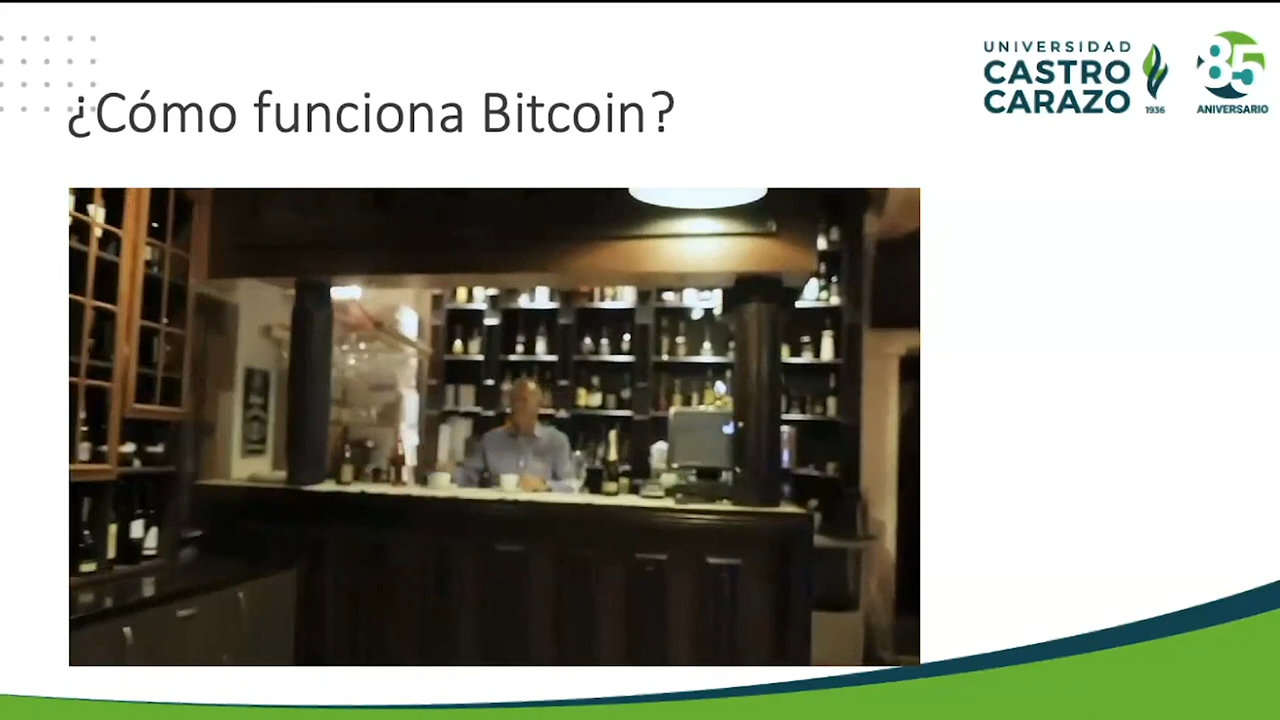 ¿Cómo funciona Bitcoin?
UNIVERSIDAD
CASTRO
CARAZO
1936
85
ANIVERSARIO